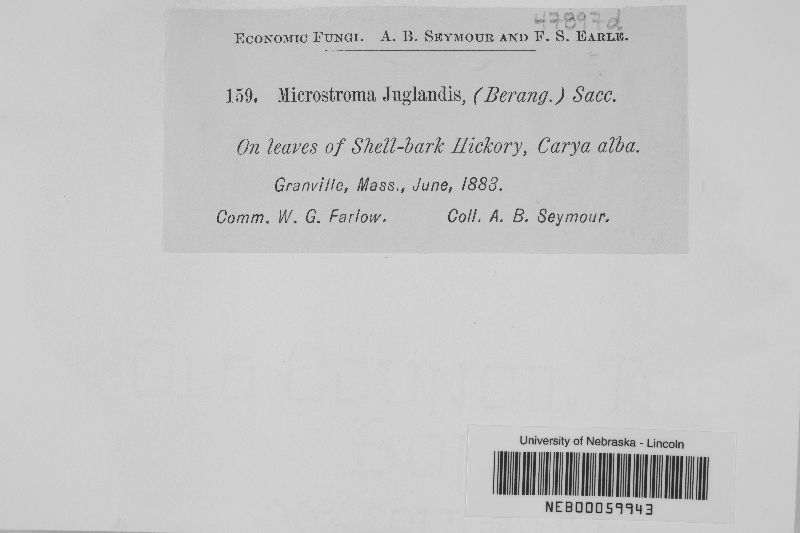 47897d
ECONOMIC FUNGI. A. B. SEYMOUR AND F. S. EARLE.
159. Microstroma Juglandis, (Berang.) Sacc.
On leaves of Shell-bark Hickory, Carya alba.
Granville, Mass., June, 1883.
Comm. W. G. Farlow. Coll. A. B. Seymour.
University of Nebraska - Lincoln
NEB00059943